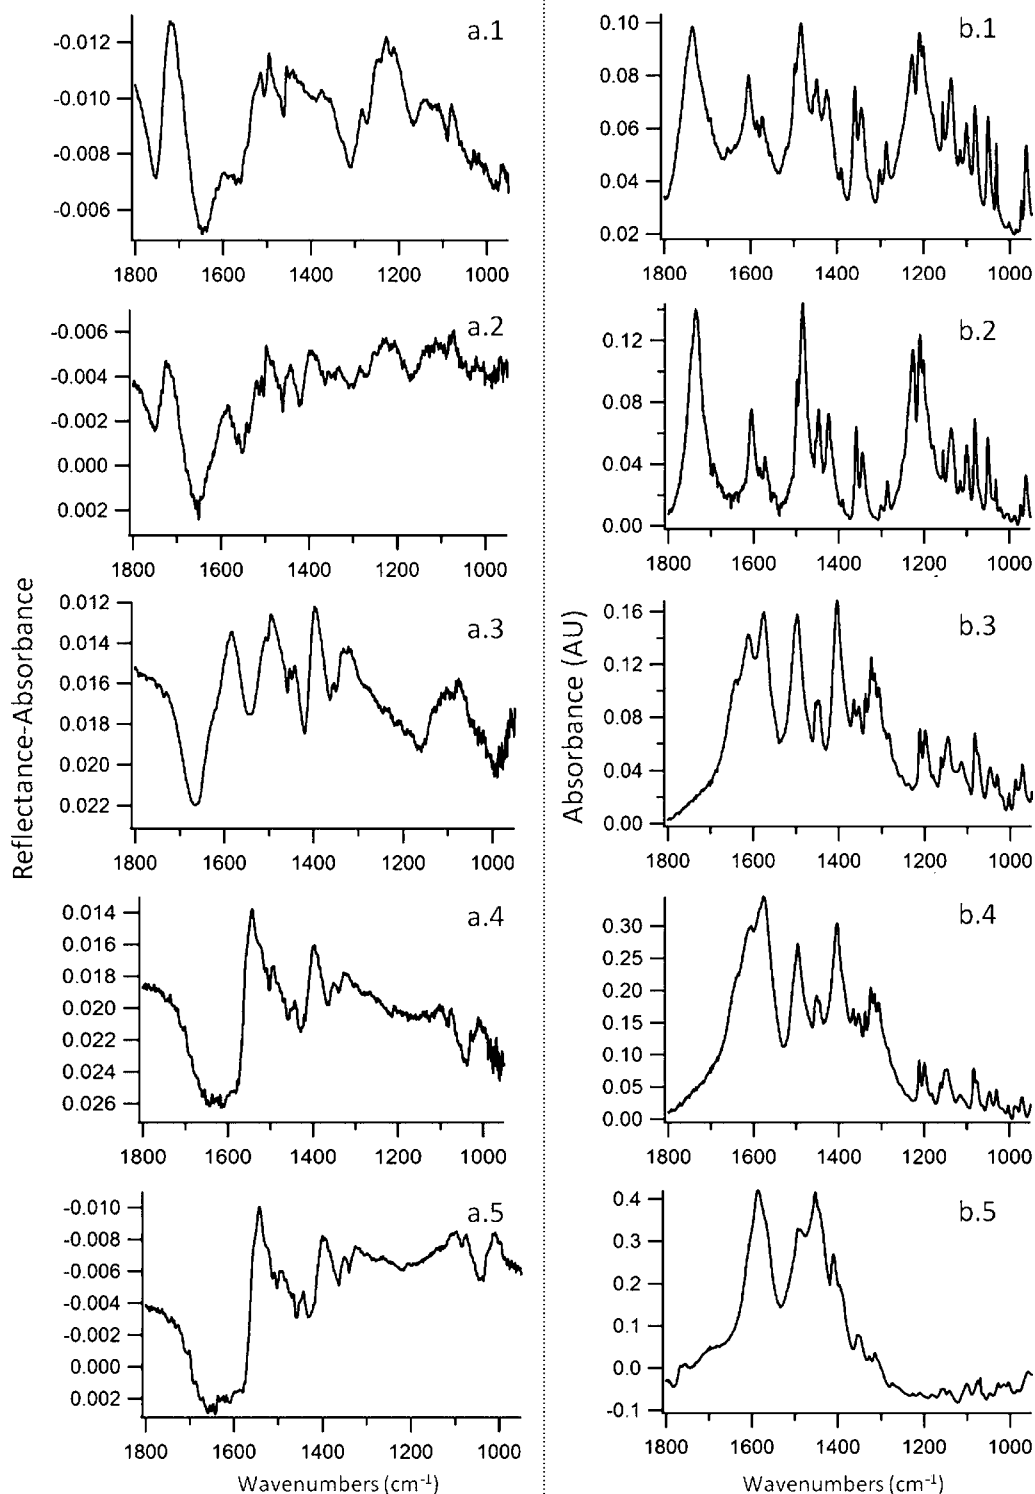 a.1
-0.012
-0.010
-0.008
-0.006
1800 1600 1400 1200 1000
b.1
0.10
0.08
0.06
0.04
0.02
1800 1600 1400 1200 1000
a.2
-0.006
-0.004
-0.002
0.000
0.002
1800 1600 1400 1200 1000
b.2
0.12
0.08
0.04
0.00
1800 1600 1400 1200 1000
Reflectance-Absorbance
a.3
0.012
0.014
0.016
0.018
0.020
0.022
1800 1600 1400 1200 1000
Absorbance (AU)
b.3
0.16
0.12
0.08
0.04
0.00
1800 1600 1400 1200 1000
a.4
0.014
0.016
0.018
0.020
0.022
0.024
0.026
1800 1600 1400 1200 1000
b.4
0.30
0.25
0.20
0.15
0.10
0.05
0.00
1800 1600 1400 1200 1000
a.5
-0.010
-0.008
-0.006
-0.004
-0.002
0.000
0.002
1800 1600 1400 1200 1000
Wavenumbers (cm⁻¹)
b.5
0.4
0.3
0.2
0.1
0.0
-0.1
1800 1600 1400 1200 1000
Wavenumbers (cm⁻¹)